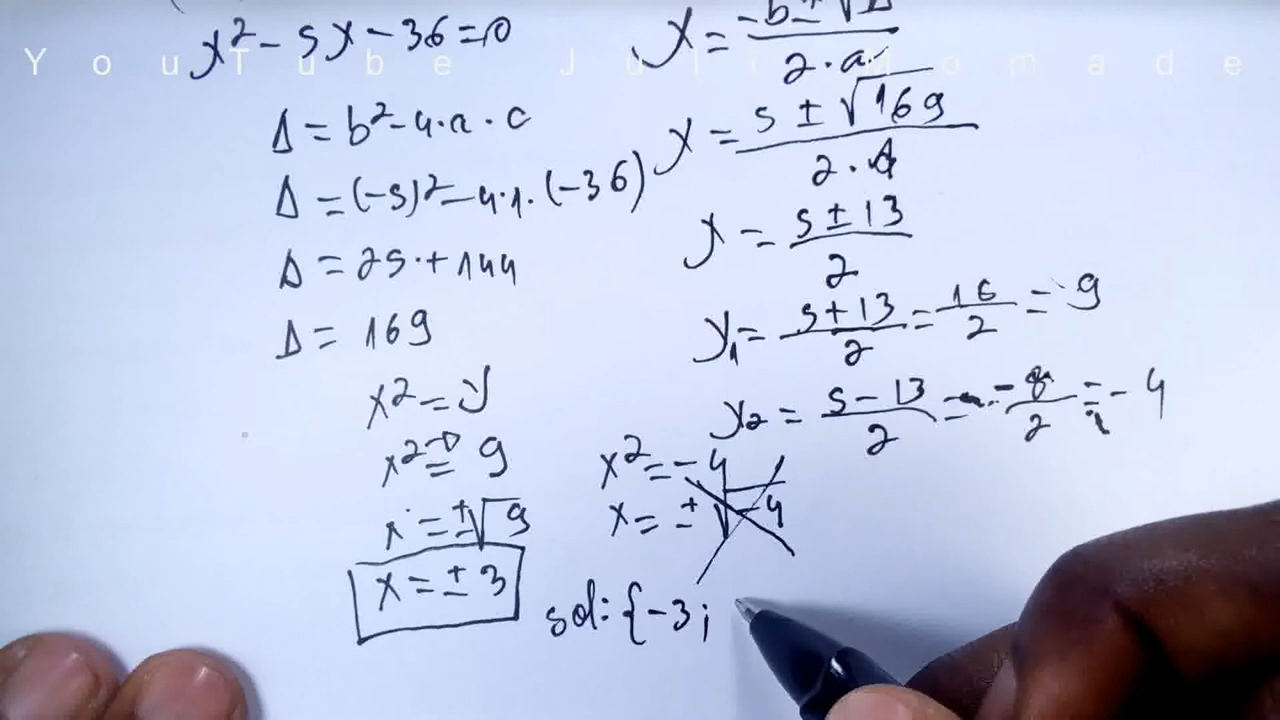 YouTube Julio Momade
x² - 5x - 36 = 0
Δ = b² - 4·a·c
Δ = (-5)² - 4·1·(-36)
Δ = 25 + 144
Δ = 169
x² = y
x² = 9
x = ±√9
x = ±3
x = (-b ± √Δ)/(2·a)
y = (5 ± √169)/(2·1)
y = (5 ± 13)/2
y₁ = (5 + 13)/2 = 18/2 = 9
y₂ = (5 - 13)/2 = -8/2 = -4
x² = -4
x = ±√-4
sol: {-3;